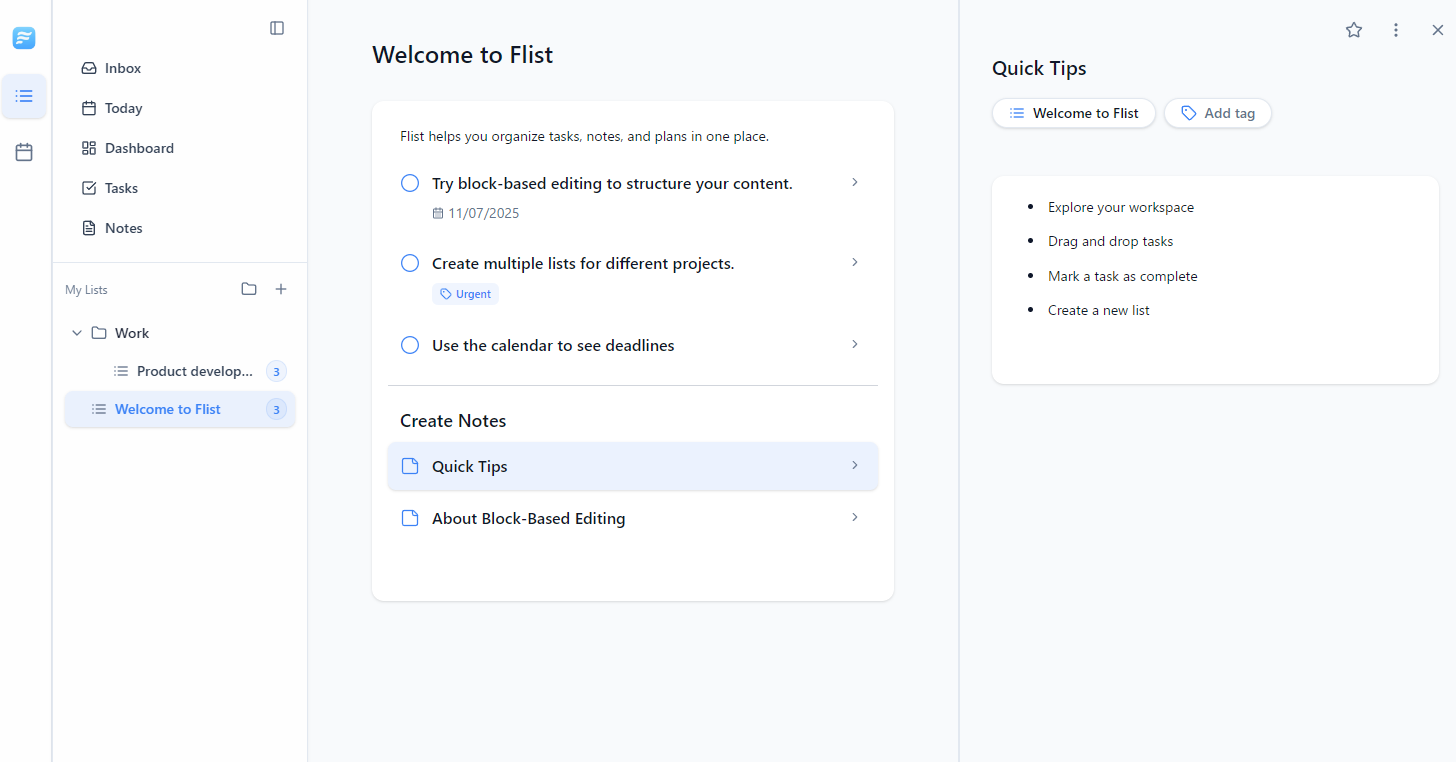 Inbox
Today
Dashboard
Tasks
Notes
My Lists
Work
Product develop... 3
Welcome to Flist 3
Welcome to Flist
Flist helps you organize tasks, notes, and plans in one place.
Try block-based editing to structure your content.
11/07/2025
Create multiple lists for different projects.
Urgent
Use the calendar to see deadlines
Create Notes
Quick Tips
About Block-Based Editing
Quick Tips
Welcome to Flist Add tag
Explore your workspace
Drag and drop tasks
Mark a task as complete
Create a new list